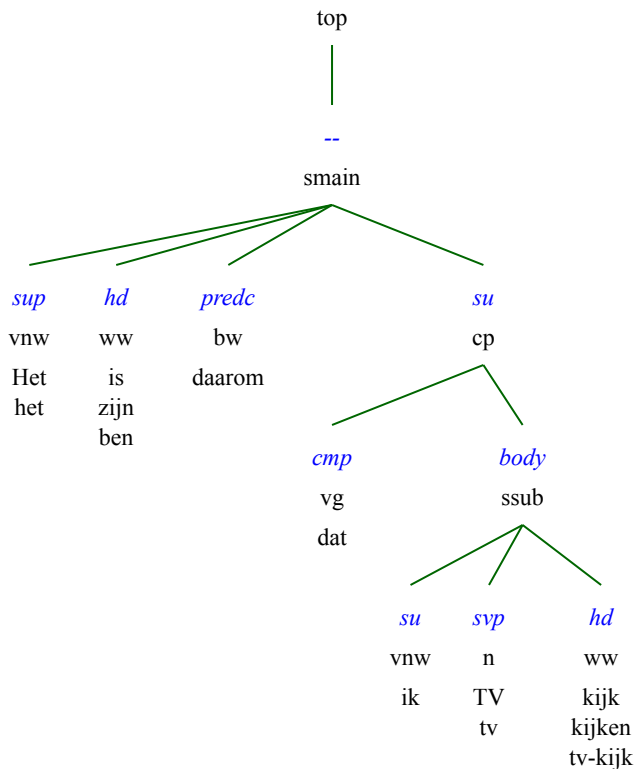 top
--
smain
sup hd predc su
vnw ww bw cp
Het is daarom
het zijn
ben
cmp body
vg ssub
dat
su svp hd
vnw n ww
ik TV kijk
tv kijken
tv-kijk